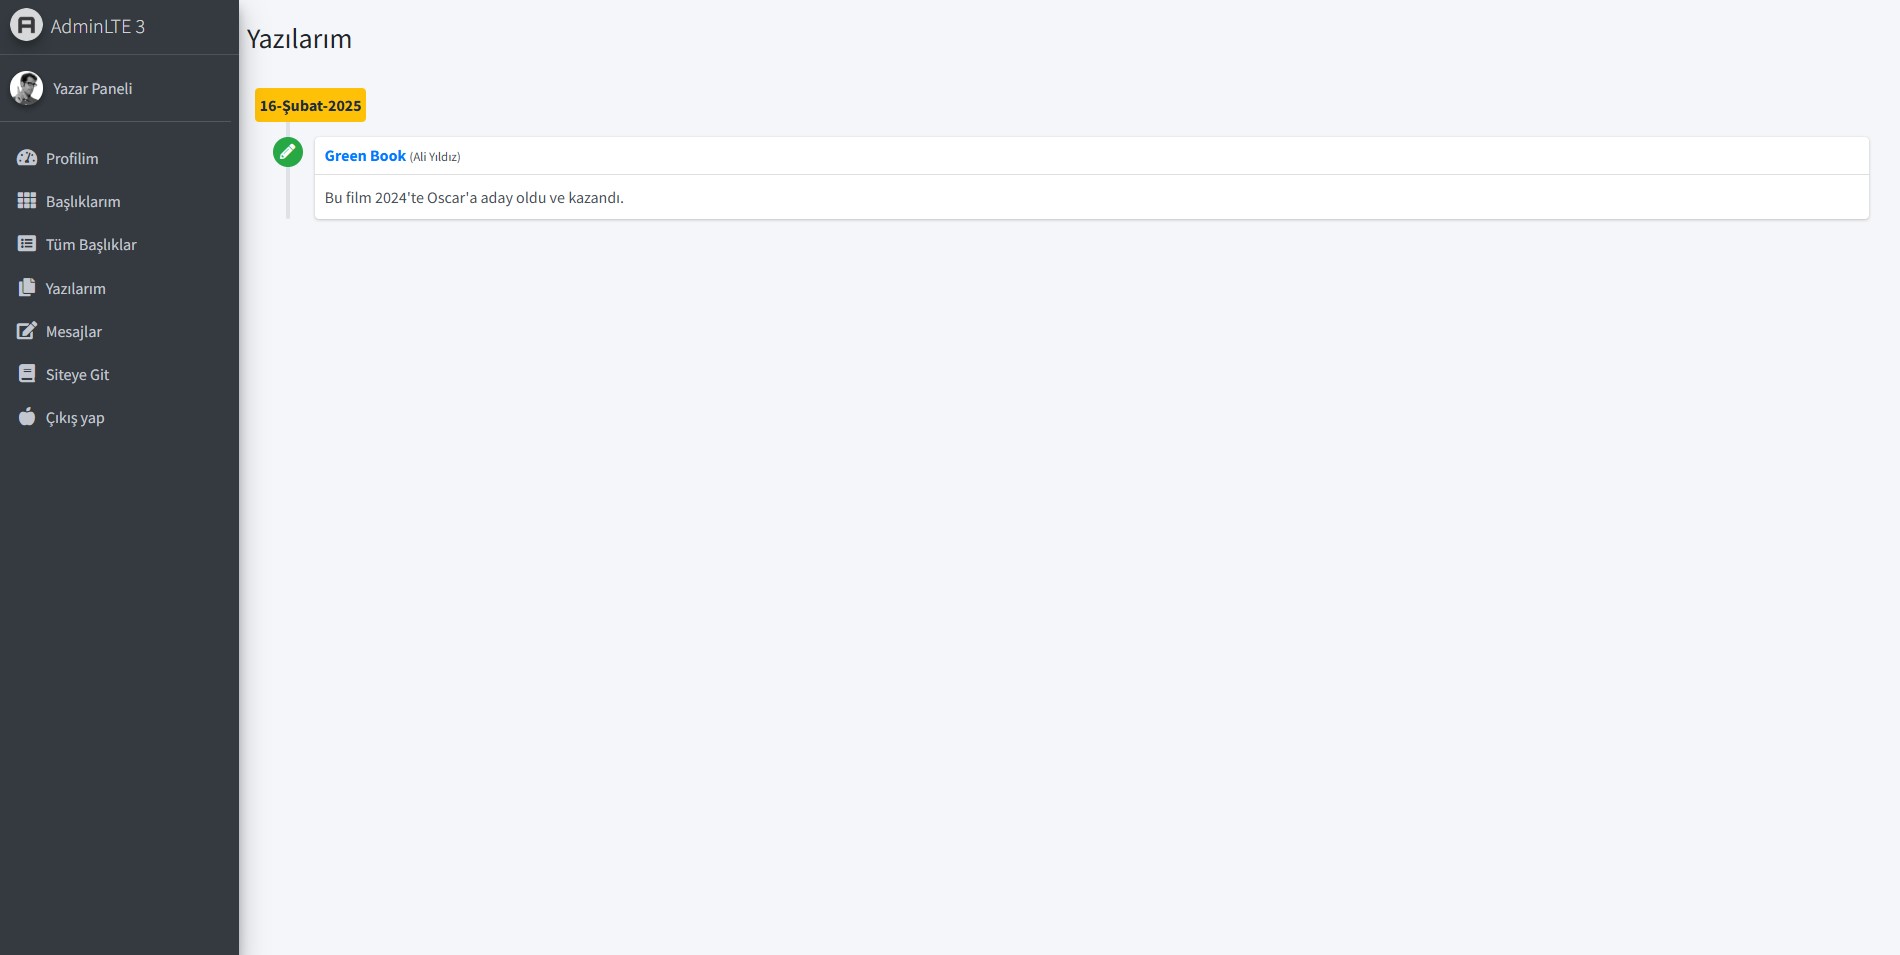 AdminLTE 3
Yazar Paneli
Profilim
Başlıklarım
Tüm Başlıklar
Yazılarım
Mesajlar
Siteye Git
Çıkış yap
Yazılarım
16-Şubat-2025
Green Book (Ali Yıldız)
Bu film 2024'te Oscar'a aday oldu ve kazandı.